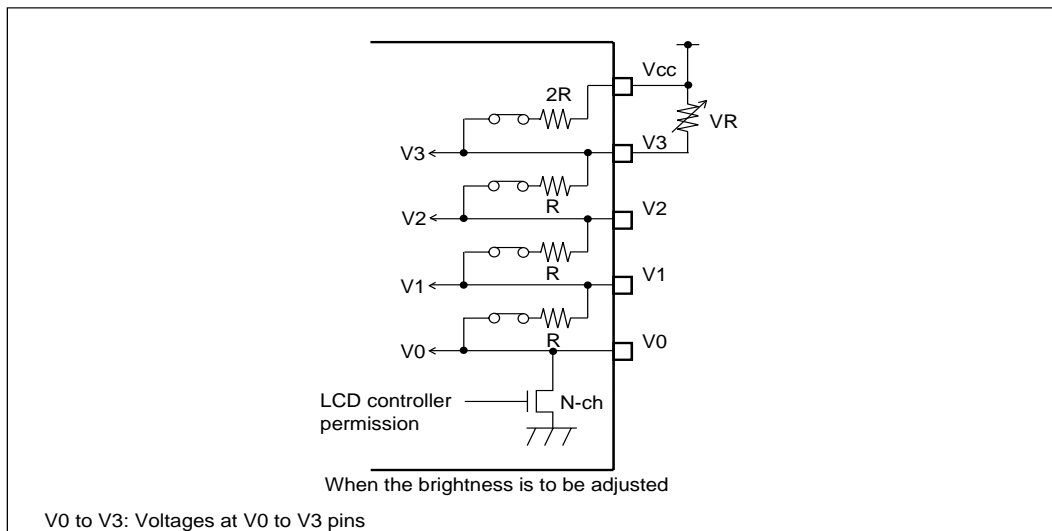 Vcc
2R
VR
V3
V3
R
V2
V2
R
V1
V1
R
V0
V0
LCD controller
permission
N-ch
When the brightness is to be adjusted
V0 to V3: Voltages at V0 to V3 pins